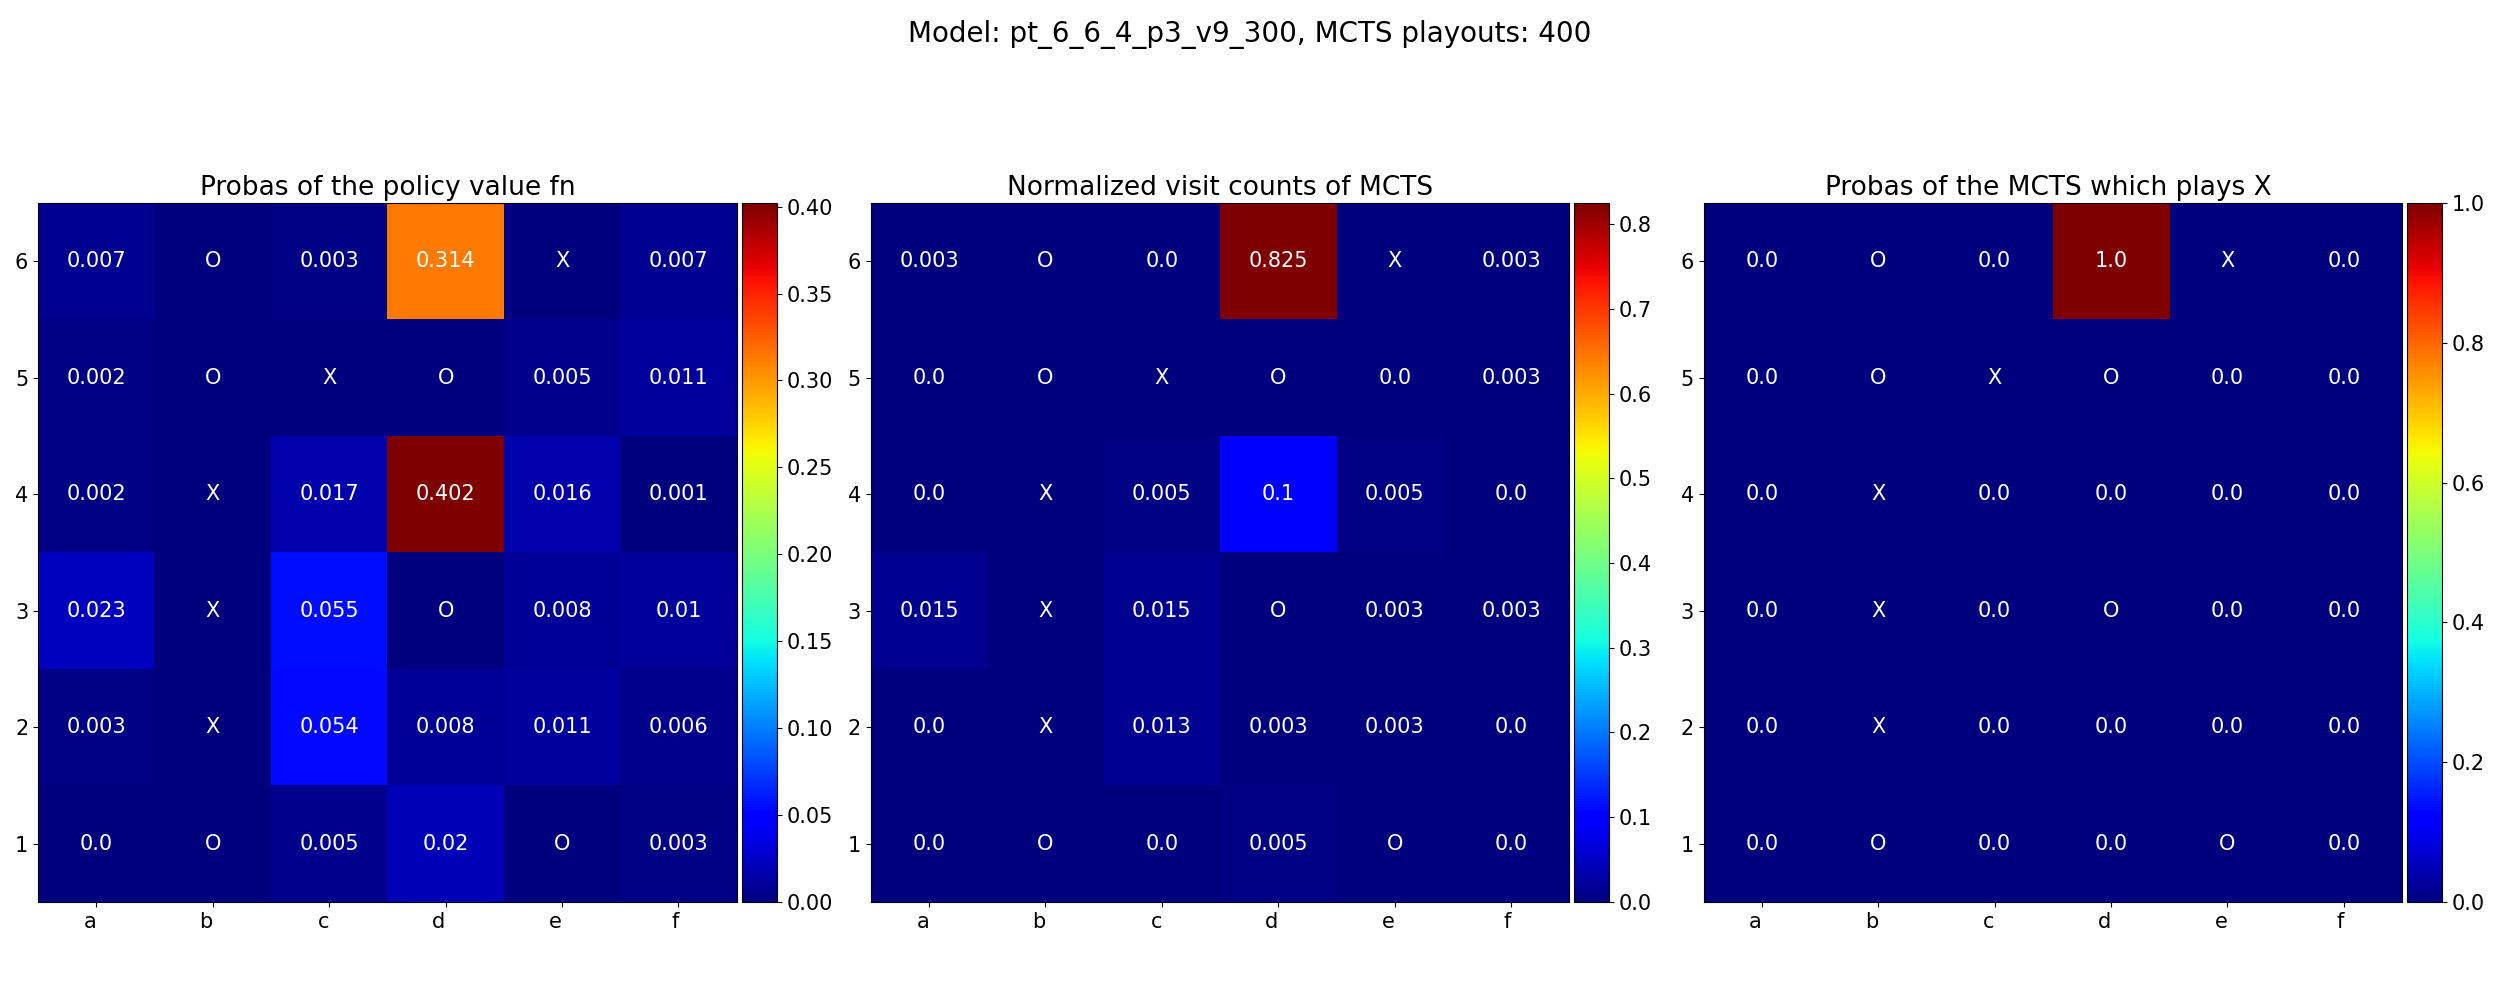 Model: pt_6_6_4_p3_v9_300, MCTS playouts: 400
Probas of the policy value fn
6 0.007 O 0.003 0.314 X 0.007
5 0.002 O X O 0.005 0.011
4 0.002 X 0.017 0.402 0.016 0.001
3 0.023 X 0.055 O 0.008 0.01
2 0.003 X 0.054 0.008 0.011 0.006
1 0.0 O 0.005 0.02 O 0.003
a b c d e f
0.40
0.35
0.30
0.25
0.20
0.15
0.10
0.05
0.00
Normalized visit counts of MCTS
6 0.003 O 0.0 0.825 X 0.003
5 0.0 O X O 0.0 0.003
4 0.0 X 0.005 0.1 0.005 0.0
3 0.015 X 0.015 O 0.003 0.003
2 0.0 X 0.013 0.003 0.003 0.0
1 0.0 O 0.0 0.005 O 0.0
a b c d e f
0.8
0.7
0.6
0.5
0.4
0.3
0.2
0.1
0.0
Probas of the MCTS which plays X
6 0.0 O 0.0 1.0 X 0.0
5 0.0 O X O 0.0 0.0
4 0.0 X 0.0 0.0 0.0 0.0
3 0.0 X 0.0 O 0.0 0.0
2 0.0 X 0.0 0.0 0.0 0.0
1 0.0 O 0.0 0.0 O 0.0
a b c d e f
1.0
0.8
0.6
0.4
0.2
0.0